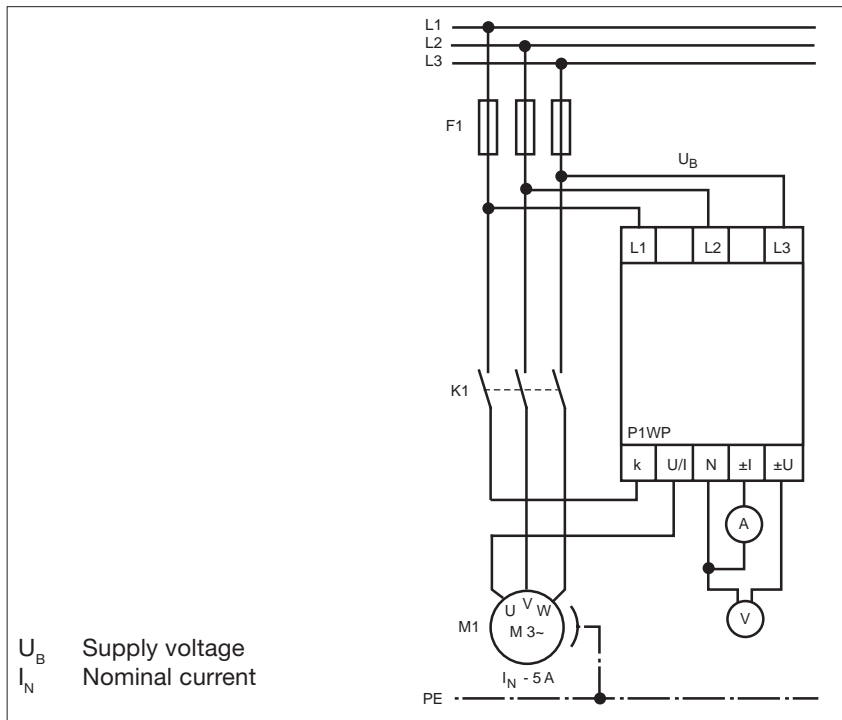 L1
L2
L3
F1
U_B
L1 L2 L3
K1
P1WP
k U/I N ±I ±U
A
U V W
M1 M 3~
V
I_N - 5 A
U_B Supply voltage
I_N Nominal current
PE